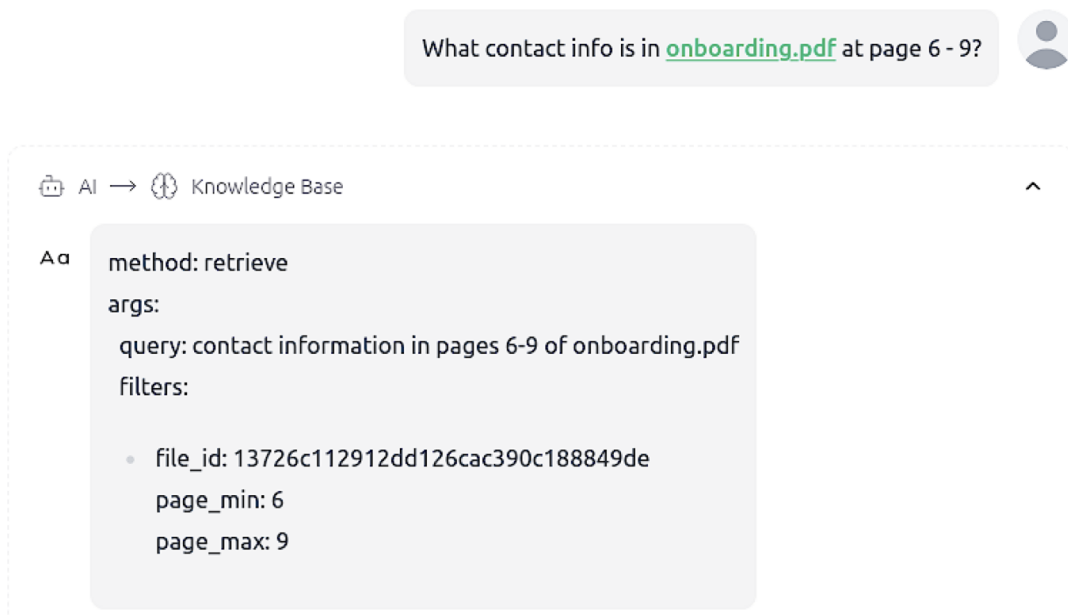 What contact info is in onboarding.pdf at page 6 - 9?
AI → Knowledge Base
Aa
method: retrieve
args:
query: contact information in pages 6-9 of onboarding.pdf
filters:
file_id: 13726c112912dd126cac390c188849de
page_min: 6
page_max: 9